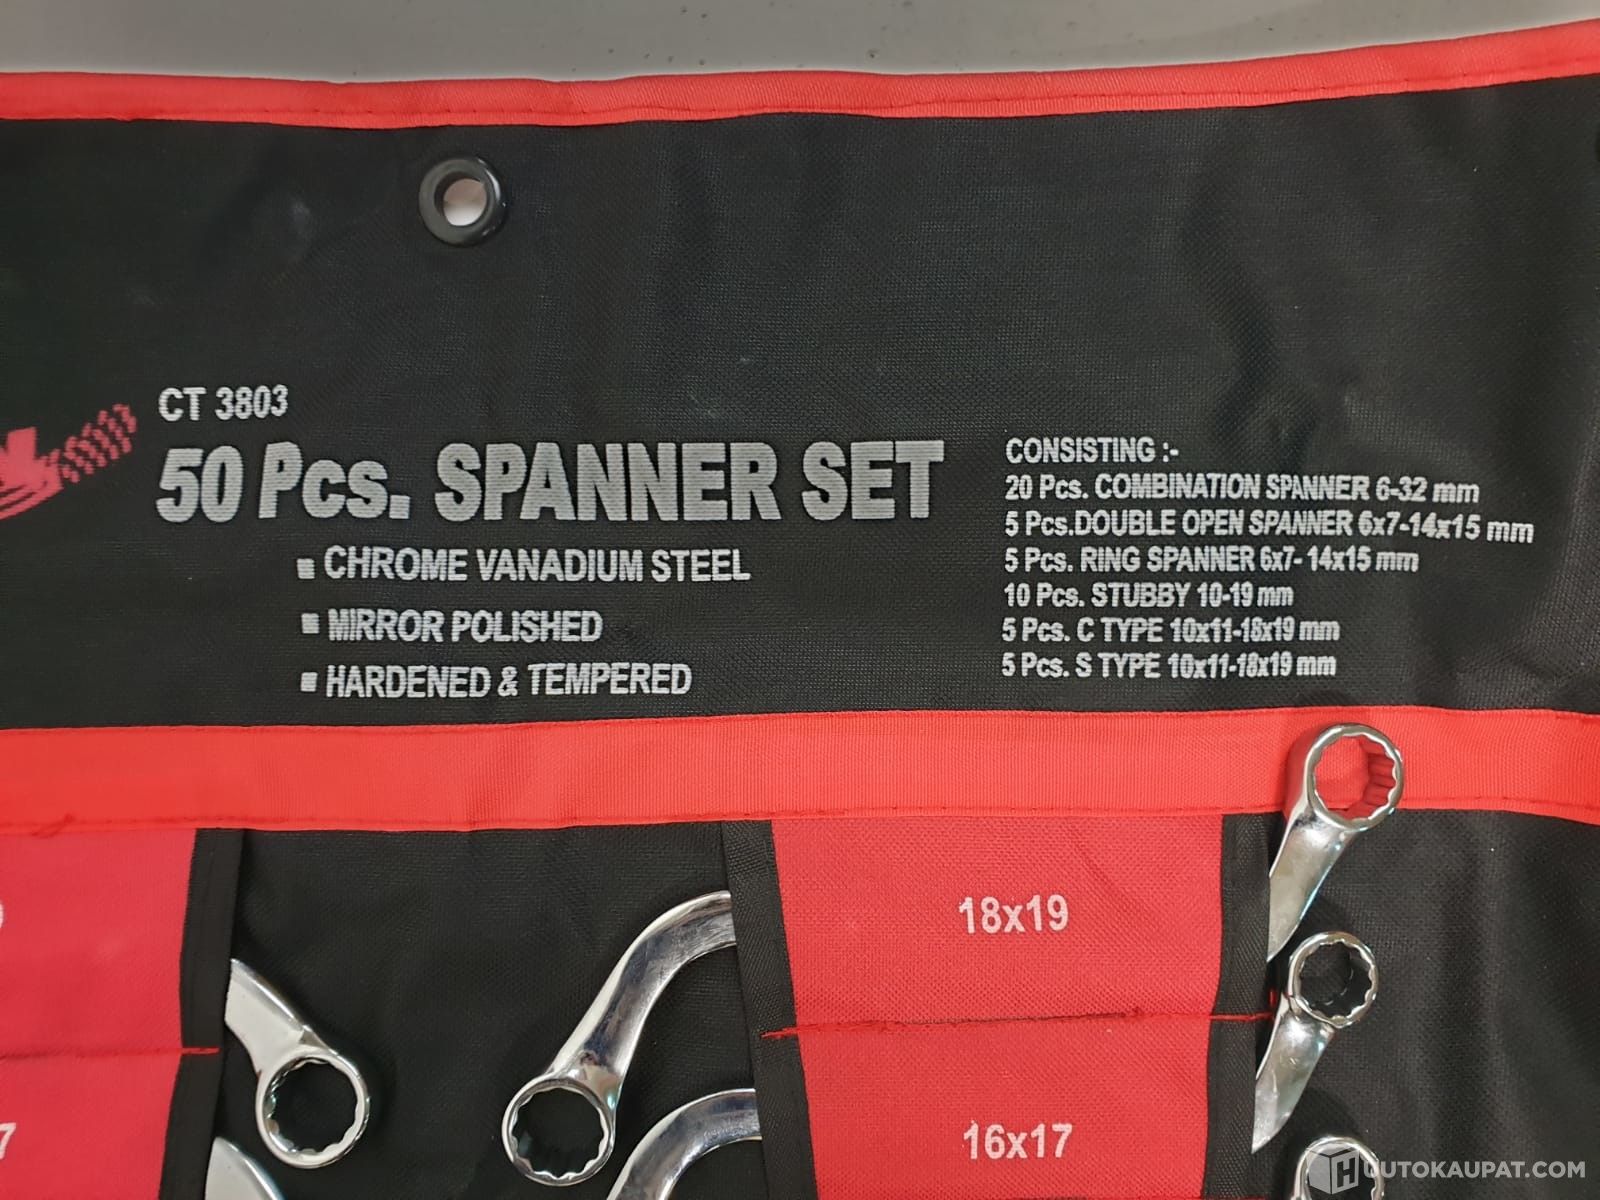 CT 3803
50 Pcs. SPANNER SET
▪ CHROME VANADIUM STEEL
▪ MIRROR POLISHED
▪ HARDENED & TEMPERED
CONSISTING :-
20 Pcs. COMBINATION SPANNER 6-32 mm
5 Pcs.DOUBLE OPEN SPANNER 6x7-14x15 mm
5 Pcs. RING SPANNER 6x7- 14x15 mm
10 Pcs. STUBBY 10-19 mm
5 Pcs. C TYPE 10x11-18x19 mm
5 Pcs. S TYPE 10x11-18x19 mm
18x19
7
16x17
HUUTOKAUPAT.COM